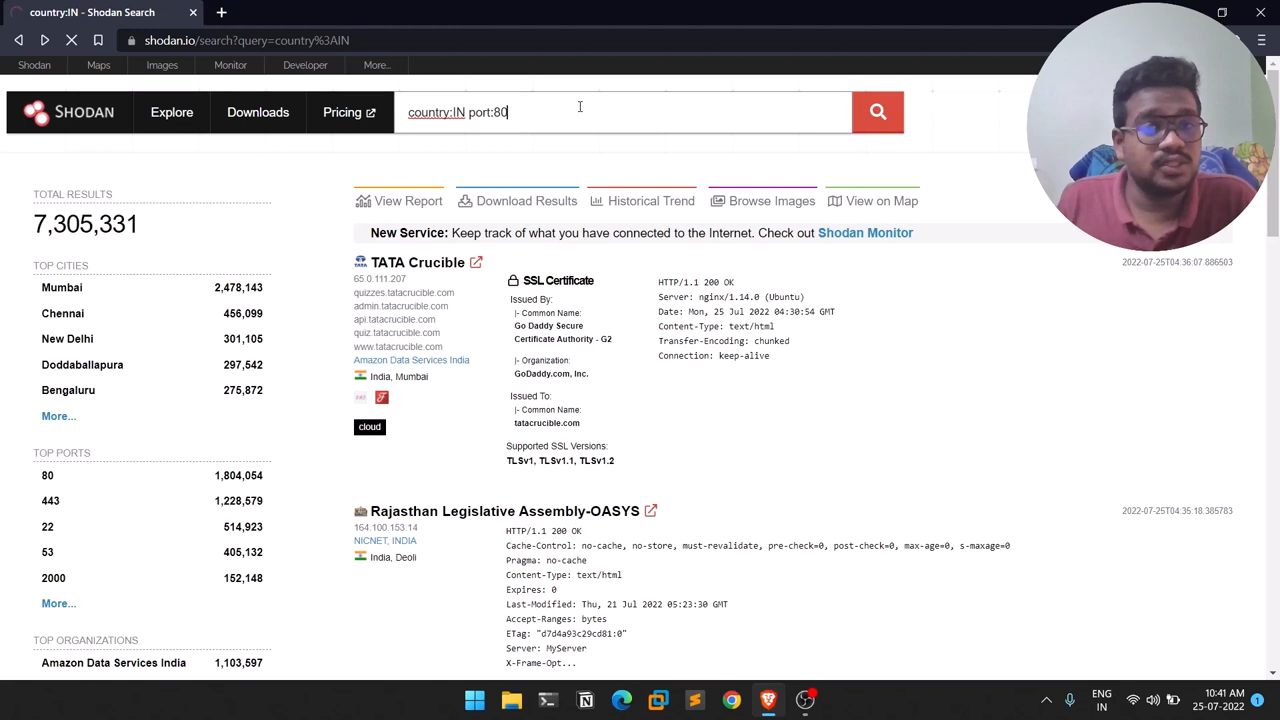 country:IN - Shodan Search
shodan.io/search?query=country%3AIN
Shodan Maps Images Monitor Developer More...
SHODAN Explore Downloads Pricing country:IN port:80
TOTAL RESULTS
7,305,331
TOP CITIES
Mumbai 2,478,143
Chennai 456,099
New Delhi 301,105
Doddaballapura 297,542
Bengaluru 275,872
More...
TOP PORTS
80 1,804,054
443 1,228,579
22 514,923
53 405,132
2000 152,148
More...
TOP ORGANIZATIONS
Amazon Data Services India 1,103,597
View Report Download Results Historical Trend Browse Images View on Map
New Service: Keep track of what you have connected to the Internet. Check out Shodan Monitor
TATA Crucible
2022-07-25T04:36:07.886503
65.0.111.207
quizzes.tatacrucible.com
admin.tatacrucible.com
api.tatacrucible.com
quiz.tatacrucible.com
www.tatacrucible.com
Amazon Data Services India
India, Mumbai
cloud
SSL Certificate
Issued By:
|- Common Name:
Go Daddy Secure
Certificate Authority - G2
|- Organization:
GoDaddy.com, Inc.
Issued To:
|- Common Name:
tatacrucible.com
Supported SSL Versions:
TLSv1, TLSv1.1, TLSv1.2
HTTP/1.1 200 OK
Server: nginx/1.14.0 (Ubuntu)
Date: Mon, 25 Jul 2022 04:30:54 GMT
Content-Type: text/html
Transfer-Encoding: chunked
Connection: keep-alive
Rajasthan Legislative Assembly-OASYS
2022-07-25T04:35:18.385783
164.100.153.14
NICNET, INDIA
India, Deoli
HTTP/1.1 200 OK
Cache-Control: no-cache, no-store, must-revalidate, pre-check=0, post-check=0, max-age=0, s-maxage=0
Pragma: no-cache
Content-Type: text/html
Expires: 0
Last-Modified: Thu, 21 Jul 2022 05:23:30 GMT
Accept-Ranges: bytes
ETag: "d7d4a93c29cd81:0"
Server: MyServer
X-Frame-Opt...
ENG
IN
10:41 AM
25-07-2022
1